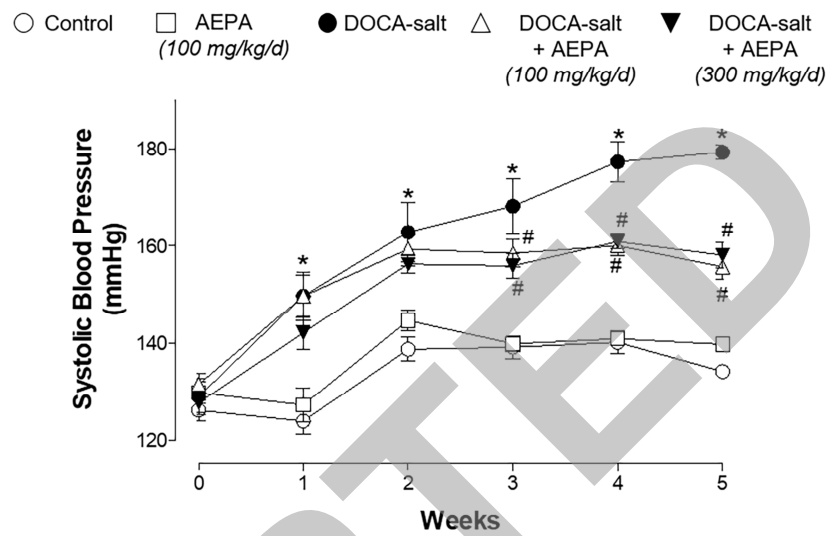 Control
AEPA
(100 mg/kg/d)
DOCA-salt
DOCA-salt
+ AEPA
(100 mg/kg/d)
DOCA-salt
+ AEPA
(300 mg/kg/d)
Systolic Blood Pressure
(mmHg)
180
160
140
120
* * * * *
# # #
# # #
0 1 2 3 4 5
Weeks
PTED